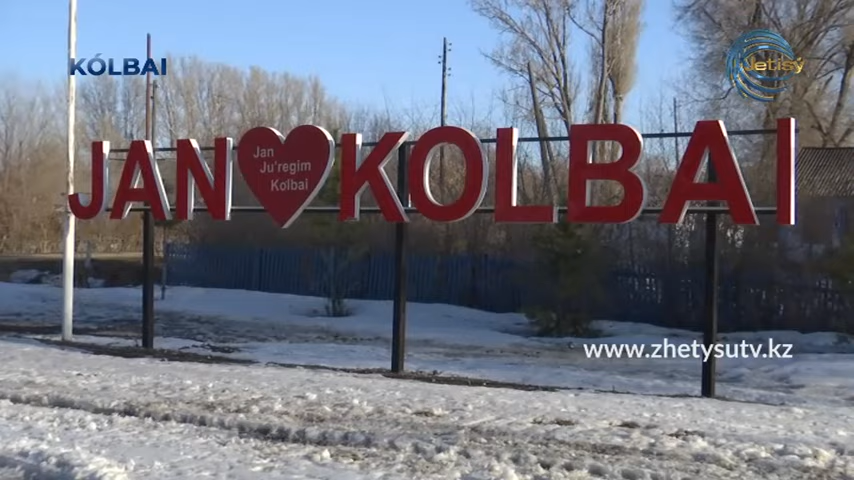 KÓLBAI
Jetisý
JAN KOLBAI
Jan
Ju'regim
Kolbai
www.zhetysutv.kz